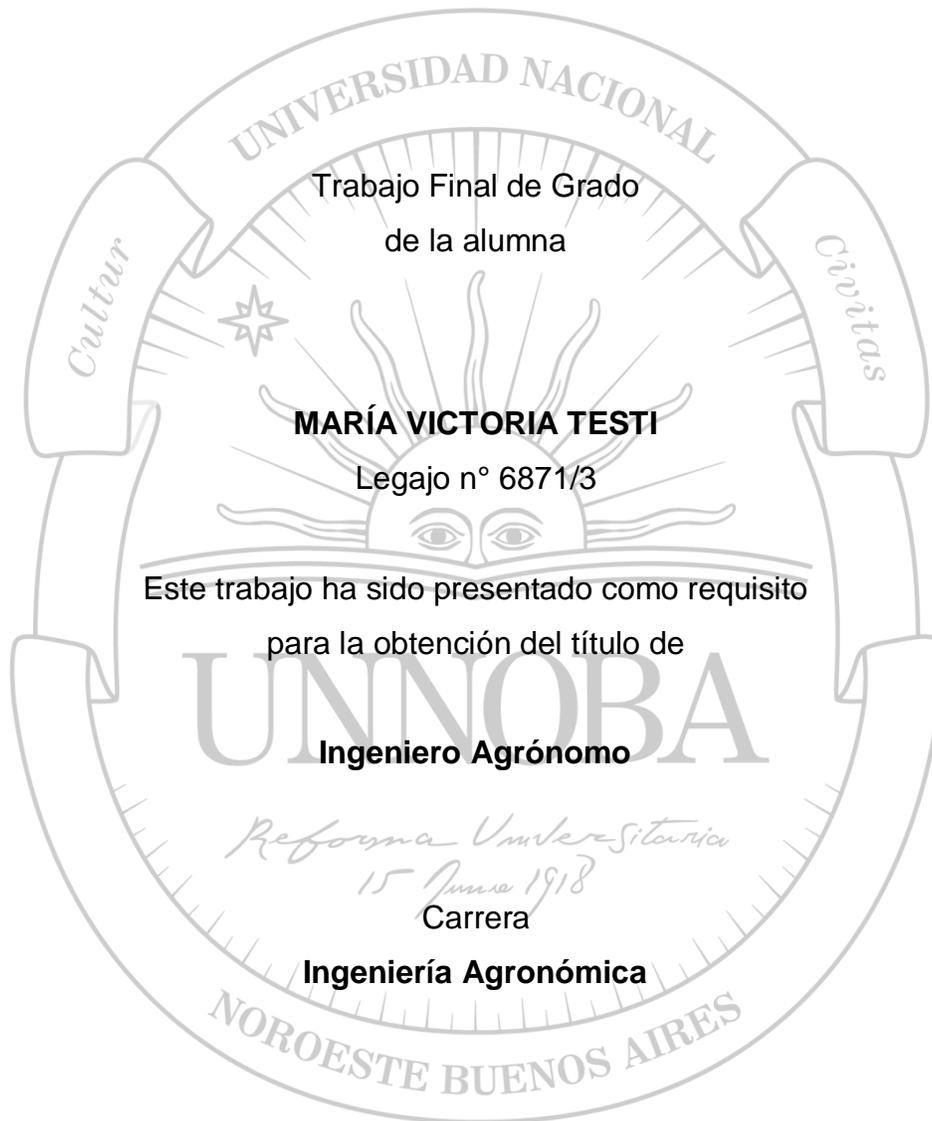 UNIVERSIDAD NACIONAL
Trabajo Final de Grado
de la alumna
Cultur
Civitas
MARÍA VICTORIA TESTI
Legajo n° 6871/3
Este trabajo ha sido presentado como requisito
para la obtención del título de
UNNOBA
Ingeniero Agrónomo
Reforma Universitaria
15 Junio 1918
Carrera
Ingeniería Agronómica
NOROESTE BUENOS AIRES